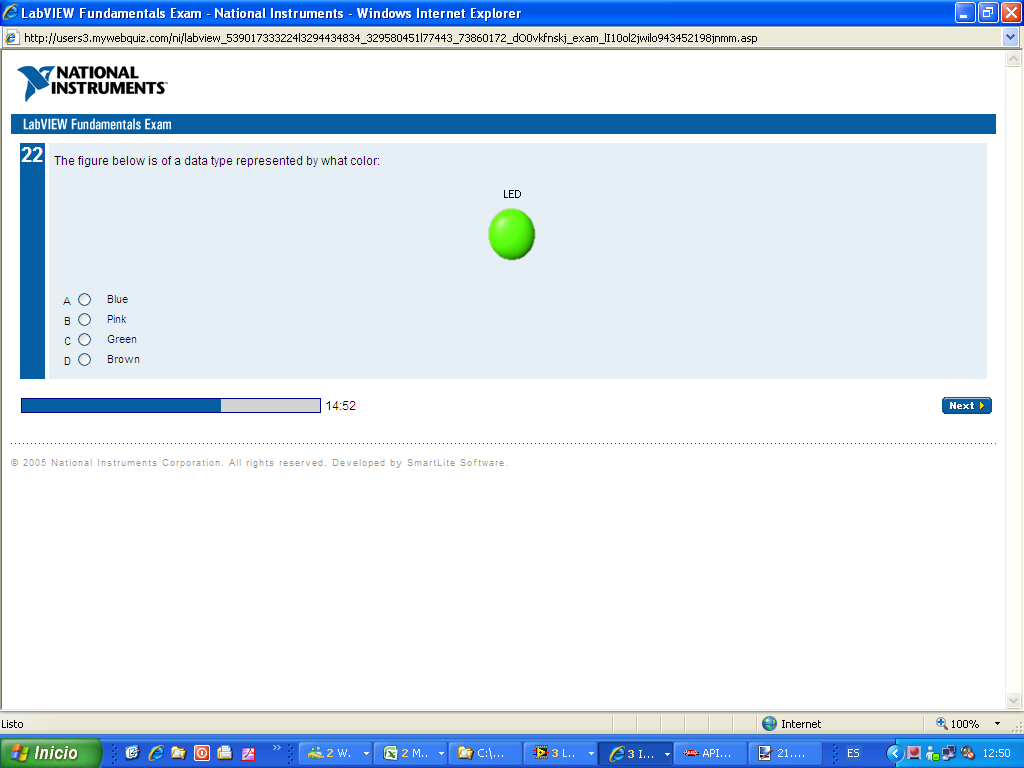 LabVIEW Fundamentals Exam - National Instruments - Windows Internet Explorer
http://users3.mywebquiz.com/ni/labview_539017333224l3294434834_329580451l77443_73860172_dO0vkfnskj_exam_lI10ol2jwilo943452198jnmm.asp
NATIONAL
INSTRUMENTS
LabVIEW Fundamentals Exam
22 The figure below is of a data type represented by what color:
LED
A Blue
B Pink
C Green
D Brown
14:52
Next
© 2005 National Instruments Corporation. All rights reserved. Developed by SmartLite Software.
Listo Internet 100%
Inicio 2 W... 2 M... C:\... 3 L... 3 I... API... 21.... ES 12:50